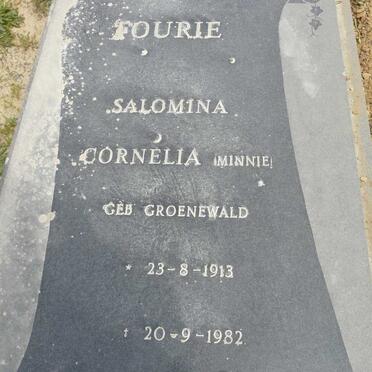 FOURIE
SALOMINA
CORNELIA (MINNIE)
GEB GROENEWALD
* 23-8-1913
† 20-9-1982